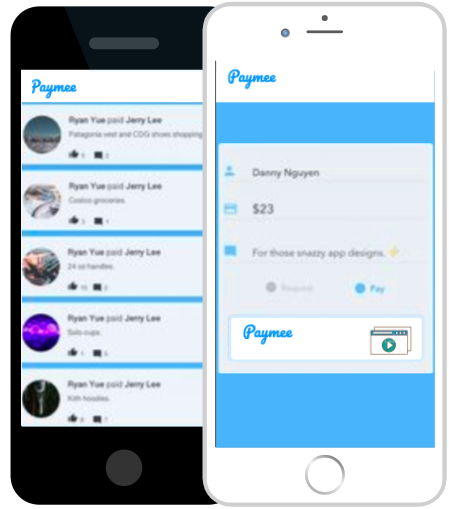 Paymee
Ryan Yue paid Jerry Lee
Patagonia vest and CDG shoes shopping
Ryan Yue paid Jerry Lee
Costco groceries.
Ryan Yue paid Jerry Lee
24 oz handles.
Ryan Yue paid Jerry Lee
Solo cups.
Ryan Yue paid Jerry Lee
Kith hoodies.
Paymee
Danny Nguyen
$23
For those snazzy app designs. ⚡
Request Pay
Paymee